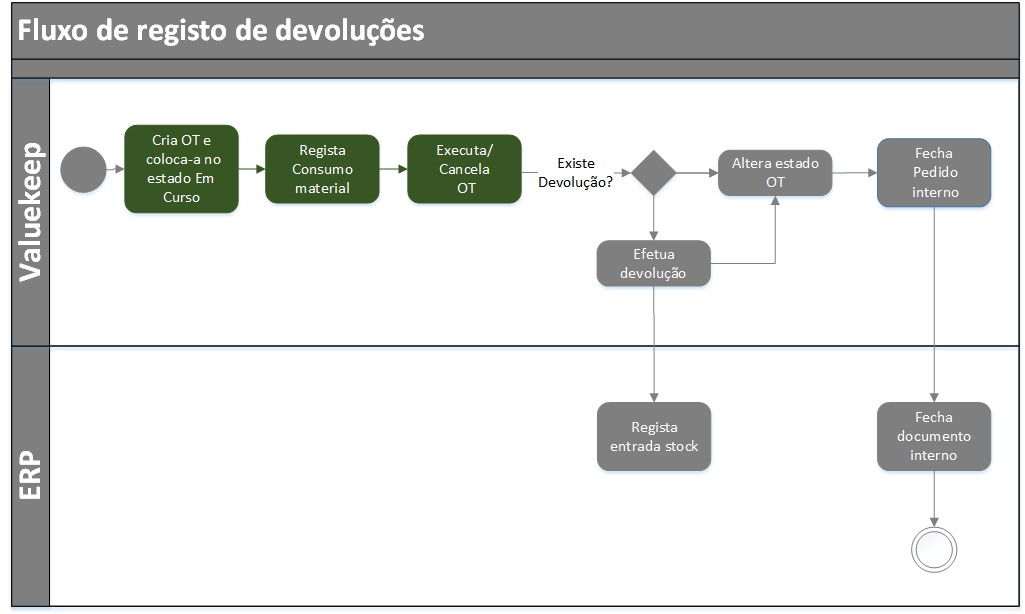 Fluxo de registo de devoluções
Valuekeep
Cria OT e
coloca-a no
estado Em
Curso
Regista
Consumo
material
Executa/
Cancela
OT
Existe
Devolução?
Altera estado
OT
Fecha
Pedido
interno
Efetua
devolução
ERP
Regista
entrada stock
Fecha
documento
interno